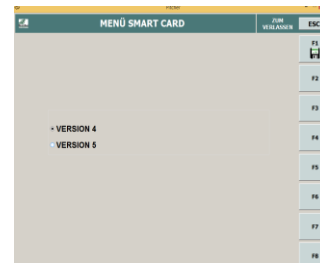 MENÜ SMART CARD
ZUM
VERLASSEN
ESC
F1
F2
F3
VERSION 4
F4
VERSION 5
F5
F6
F7
F8